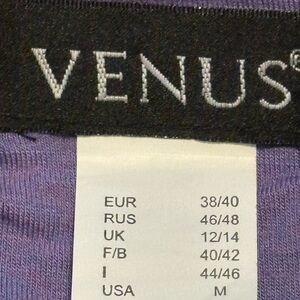 VENUS®
EUR 38/40
RUS 46/48
UK 12/14
F/B 40/42
I 44/46
USA M